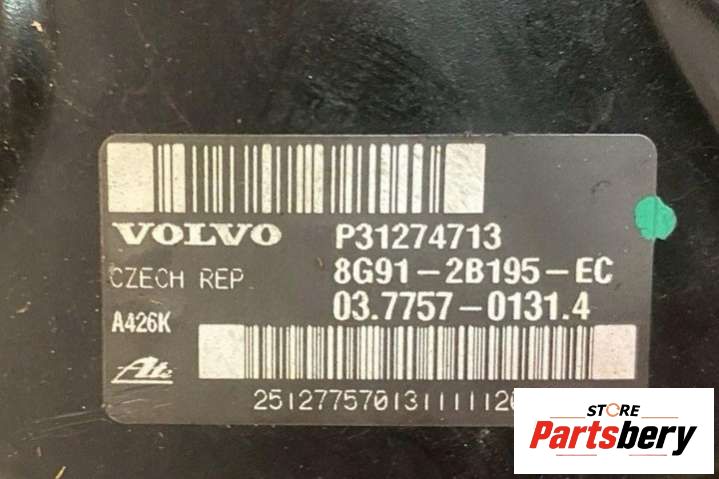 VOLVO P31274713
CZECH REP 8G91-2B195-EC
03.7757-0131.4
A426K
Ate
STORE
Partsbery